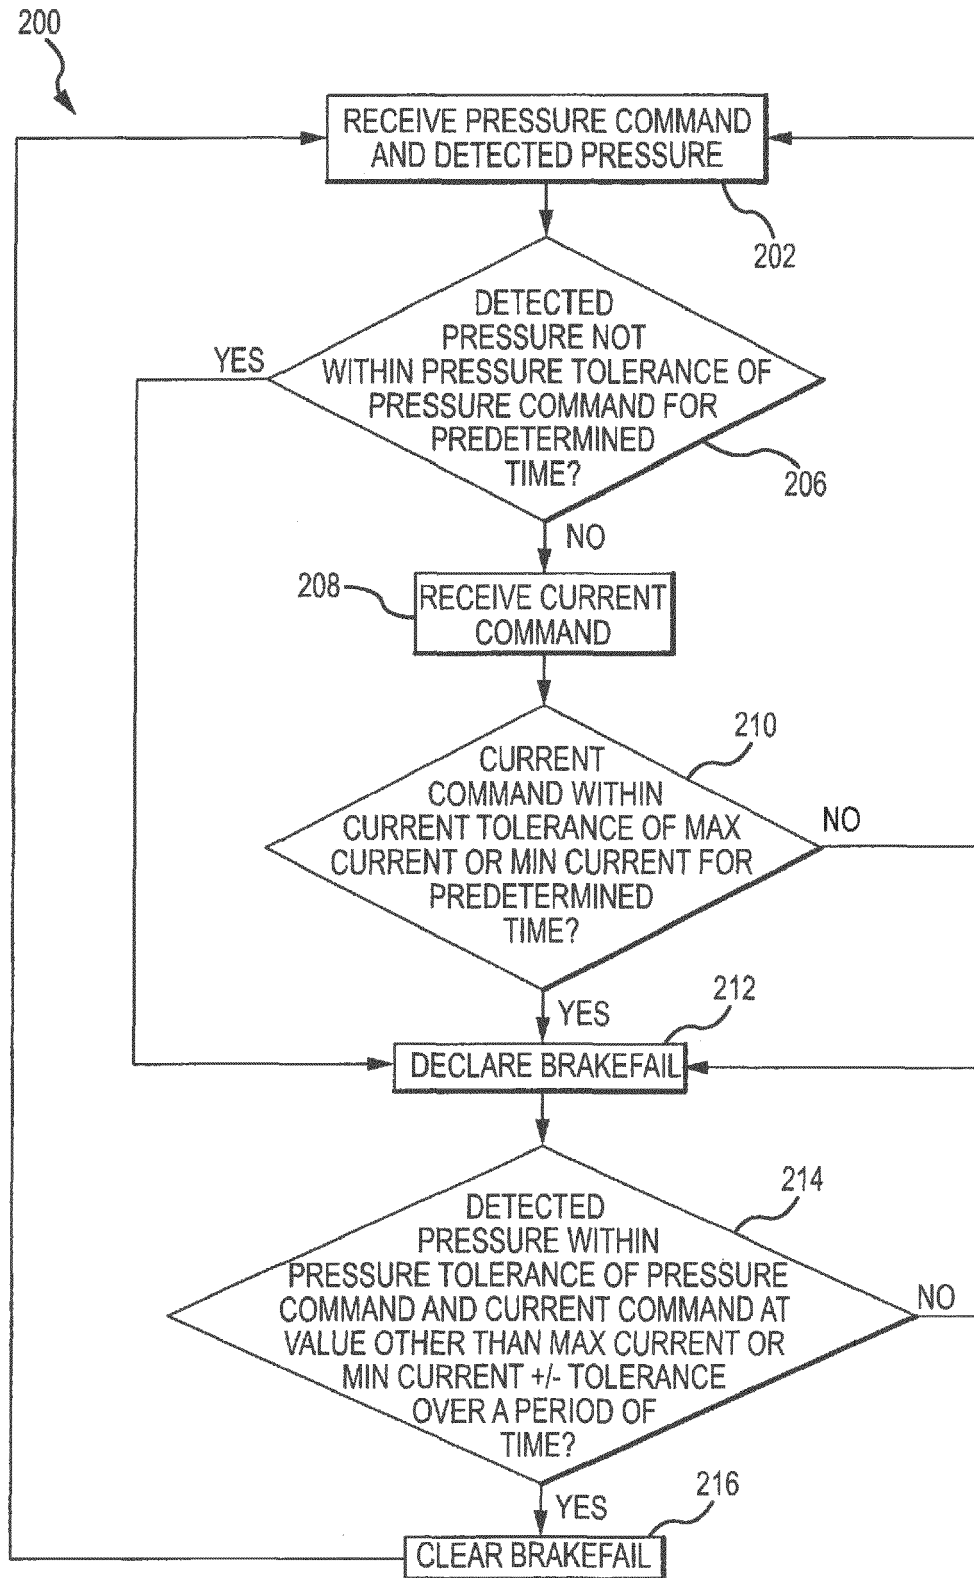 200
RECEIVE PRESSURE COMMAND
AND DETECTED PRESSURE
202
DETECTED
PRESSURE NOT
WITHIN PRESSURE TOLERANCE OF
PRESSURE COMMAND FOR
PREDETERMINED
TIME?
YES
206
NO
208
RECEIVE CURRENT
COMMAND
210
CURRENT
COMMAND WITHIN
CURRENT TOLERANCE OF MAX
CURRENT OR MIN CURRENT FOR
PREDETERMINED
TIME?
NO
YES
212
DECLARE BRAKEFAIL
214
DETECTED
PRESSURE WITHIN
PRESSURE TOLERANCE OF PRESSURE
COMMAND AND CURRENT COMMAND AT
VALUE OTHER THAN MAX CURRENT OR
MIN CURRENT +/- TOLERANCE
OVER A PERIOD OF
TIME?
NO
YES
216
CLEAR BRAKEFAIL